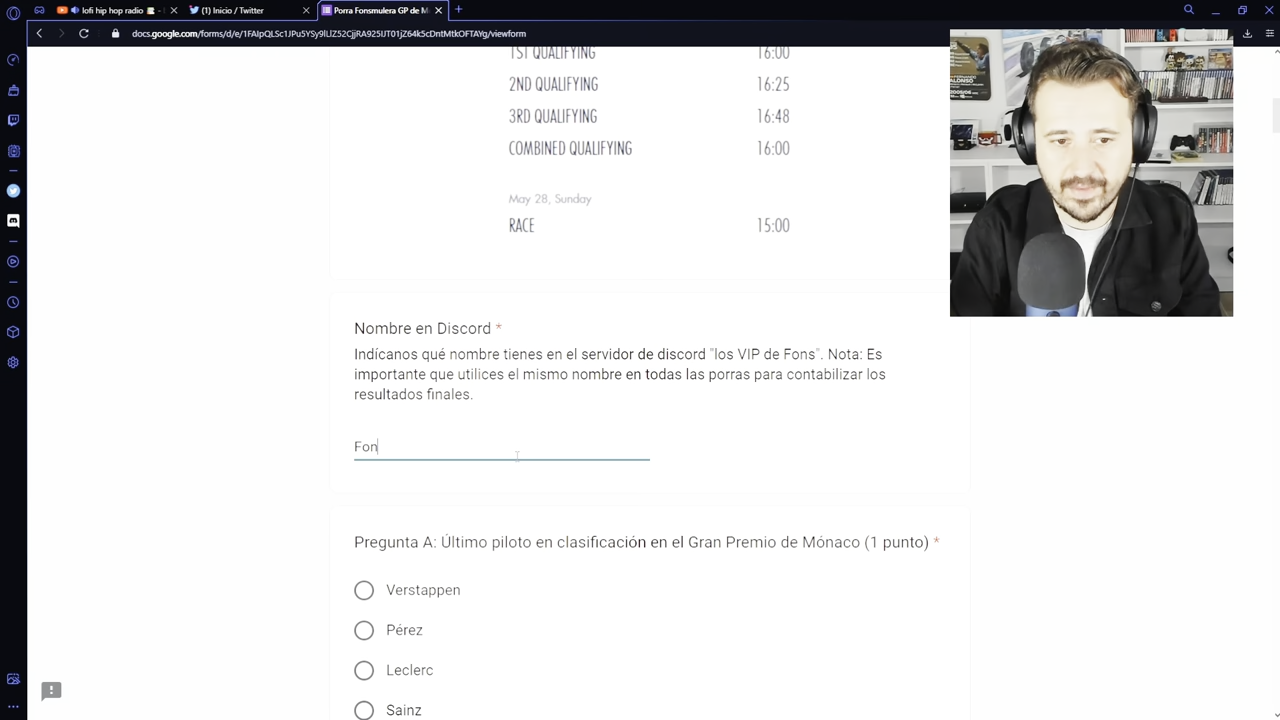 lofi hip hop radio
(1) Inicio / Twitter
Porra Fonsmulera GP de M
docs.google.com/forms/d/e/1FAIpQLSc1JPu5YSy9lLIZ52CjjRA925IJT01jZ64k5cDntMtkOFTAYg/viewform
1ST QUALIFYING 16:00
2ND QUALIFYING 16:25
3RD QUALIFYING 16:48
COMBINED QUALIFYING 16:00
May 28, Sunday
RACE 15:00
Nombre en Discord *
Indícanos qué nombre tienes en el servidor de discord "los VIP de Fons". Nota: Es
importante que utilices el mismo nombre en todas las porras para contabilizar los
resultados finales.
Fon
Pregunta A: Último piloto en clasificación en el Gran Premio de Mónaco (1 punto) *
Verstappen
Pérez
Leclerc
Sainz
ALONSO